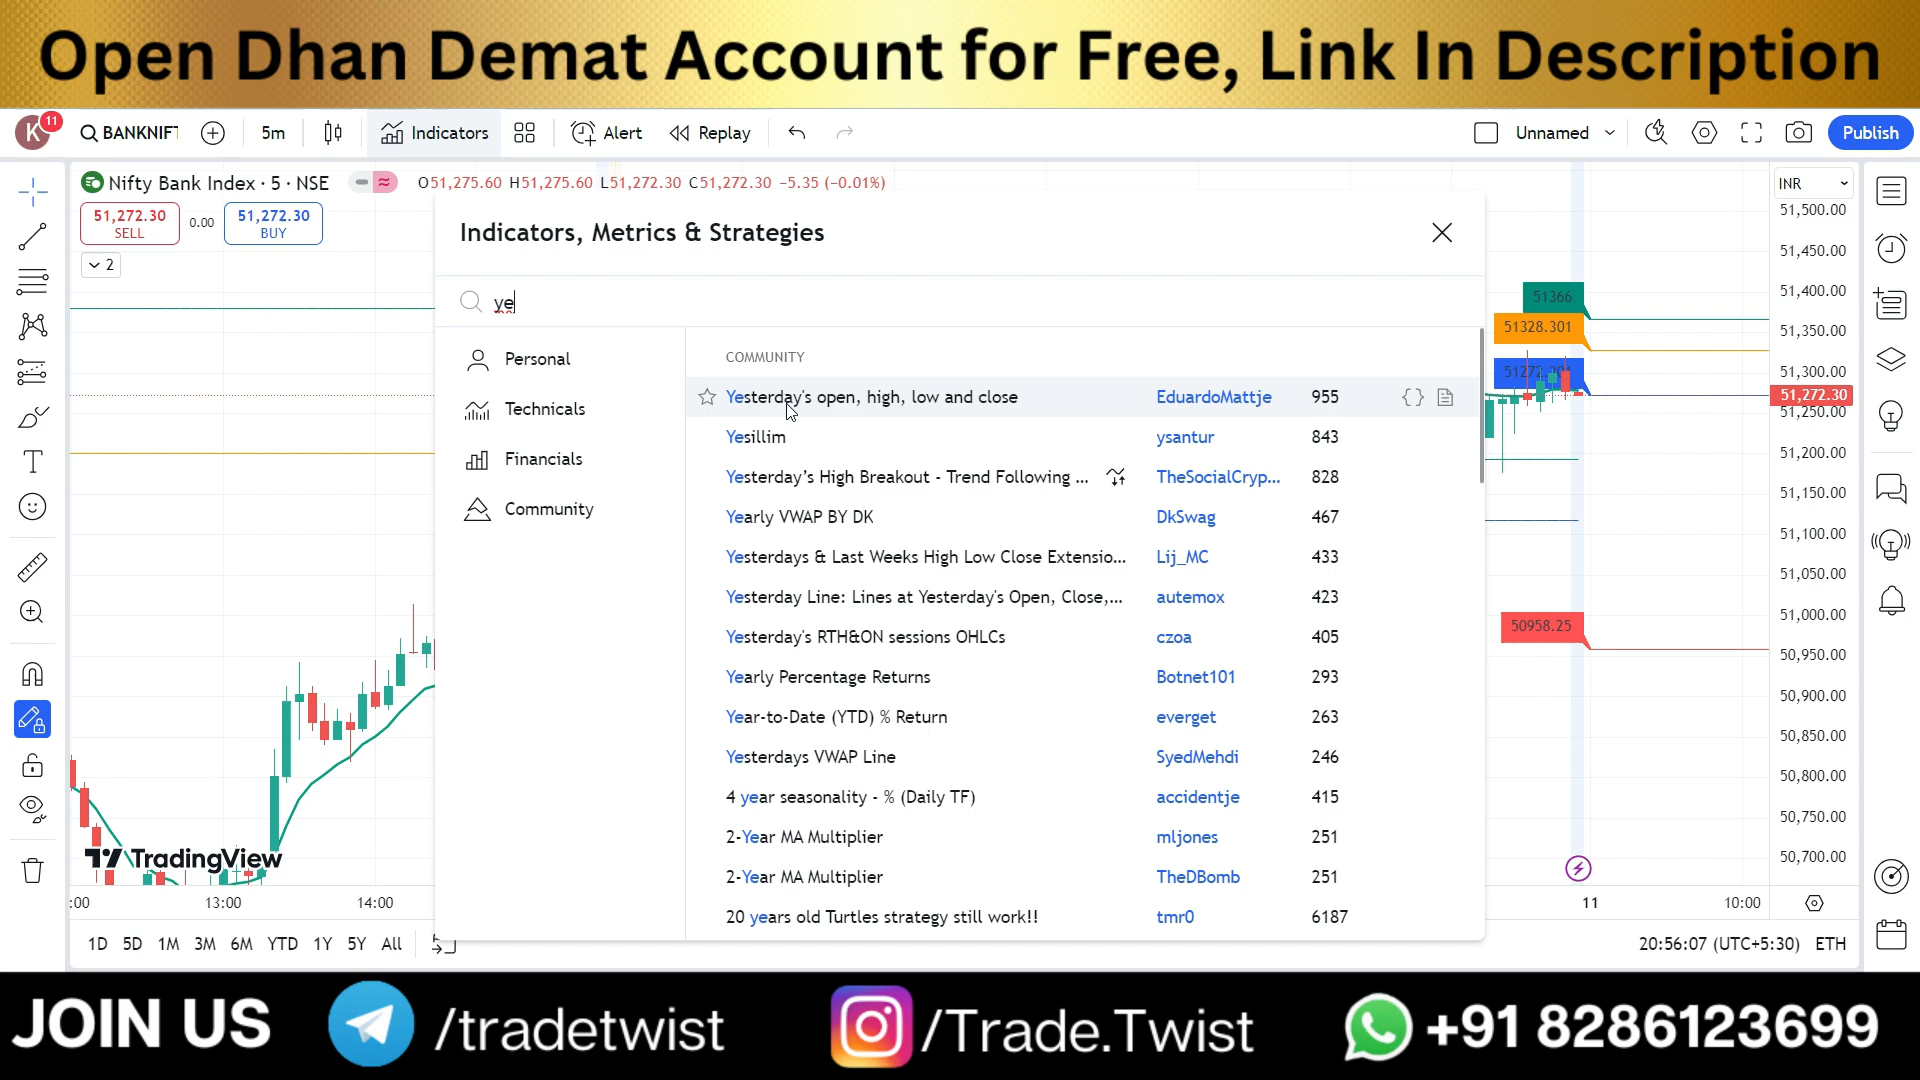 Open Dhan Demat Account for Free, Link In Description
K 11 BANKNIFT 5m Indicators Alert Replay Unnamed Publish
Nifty Bank Index · 5 · NSE O51,275.60 H51,275.60 L51,272.30 C51,272.30 −5.35 (−0.01%)
INR
51,272.30 SELL 0.00 51,272.30 BUY
2
Indicators, Metrics & Strategies
ye
Personal
Technicals
Financials
Community
COMMUNITY
Yesterday's open, high, low and close EduardoMattje 955
Yesillim ysantur 843
Yesterday’s High Breakout - Trend Following ... TheSocialCryp... 828
Yearly VWAP BY DK DkSwag 467
Yesterdays & Last Weeks High Low Close Extensio... Lij_MC 433
Yesterday Line: Lines at Yesterday's Open, Close,... autemox 423
Yesterday's RTH&ON sessions OHLCs czoa 405
Yearly Percentage Returns Botnet101 293
Year-to-Date (YTD) % Return everget 263
Yesterdays VWAP Line SyedMehdi 246
4 year seasonality - % (Daily TF) accidentje 415
2-Year MA Multiplier mljones 251
2-Year MA Multiplier TheDBomb 251
20 years old Turtles strategy still work!! tmr0 6187
51366
51328.301
51272.301
50958.25
51,500.00
51,450.00
51,400.00
51,350.00
51,300.00
51,272.30
51,250.00
51,200.00
51,150.00
51,100.00
51,050.00
51,000.00
50,950.00
50,900.00
50,850.00
50,800.00
50,750.00
50,700.00
TradingView
:00 13:00 14:00 11 10:00
1D 5D 1M 3M 6M YTD 1Y 5Y All 20:56:07 (UTC+5:30) ETH
JOIN US /tradetwist /Trade.Twist +91 8286123699